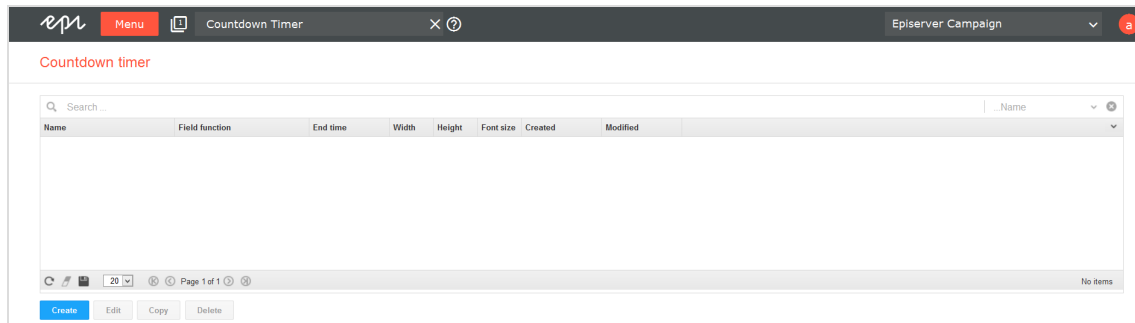 epi Menu 1 Countdown Timer Episerver Campaign a
Countdown timer
Search ... ...Name
Name Field function End time Width Height Font size Created Modified
20 Page 1 of 1 No items
Create Edit Copy Delete